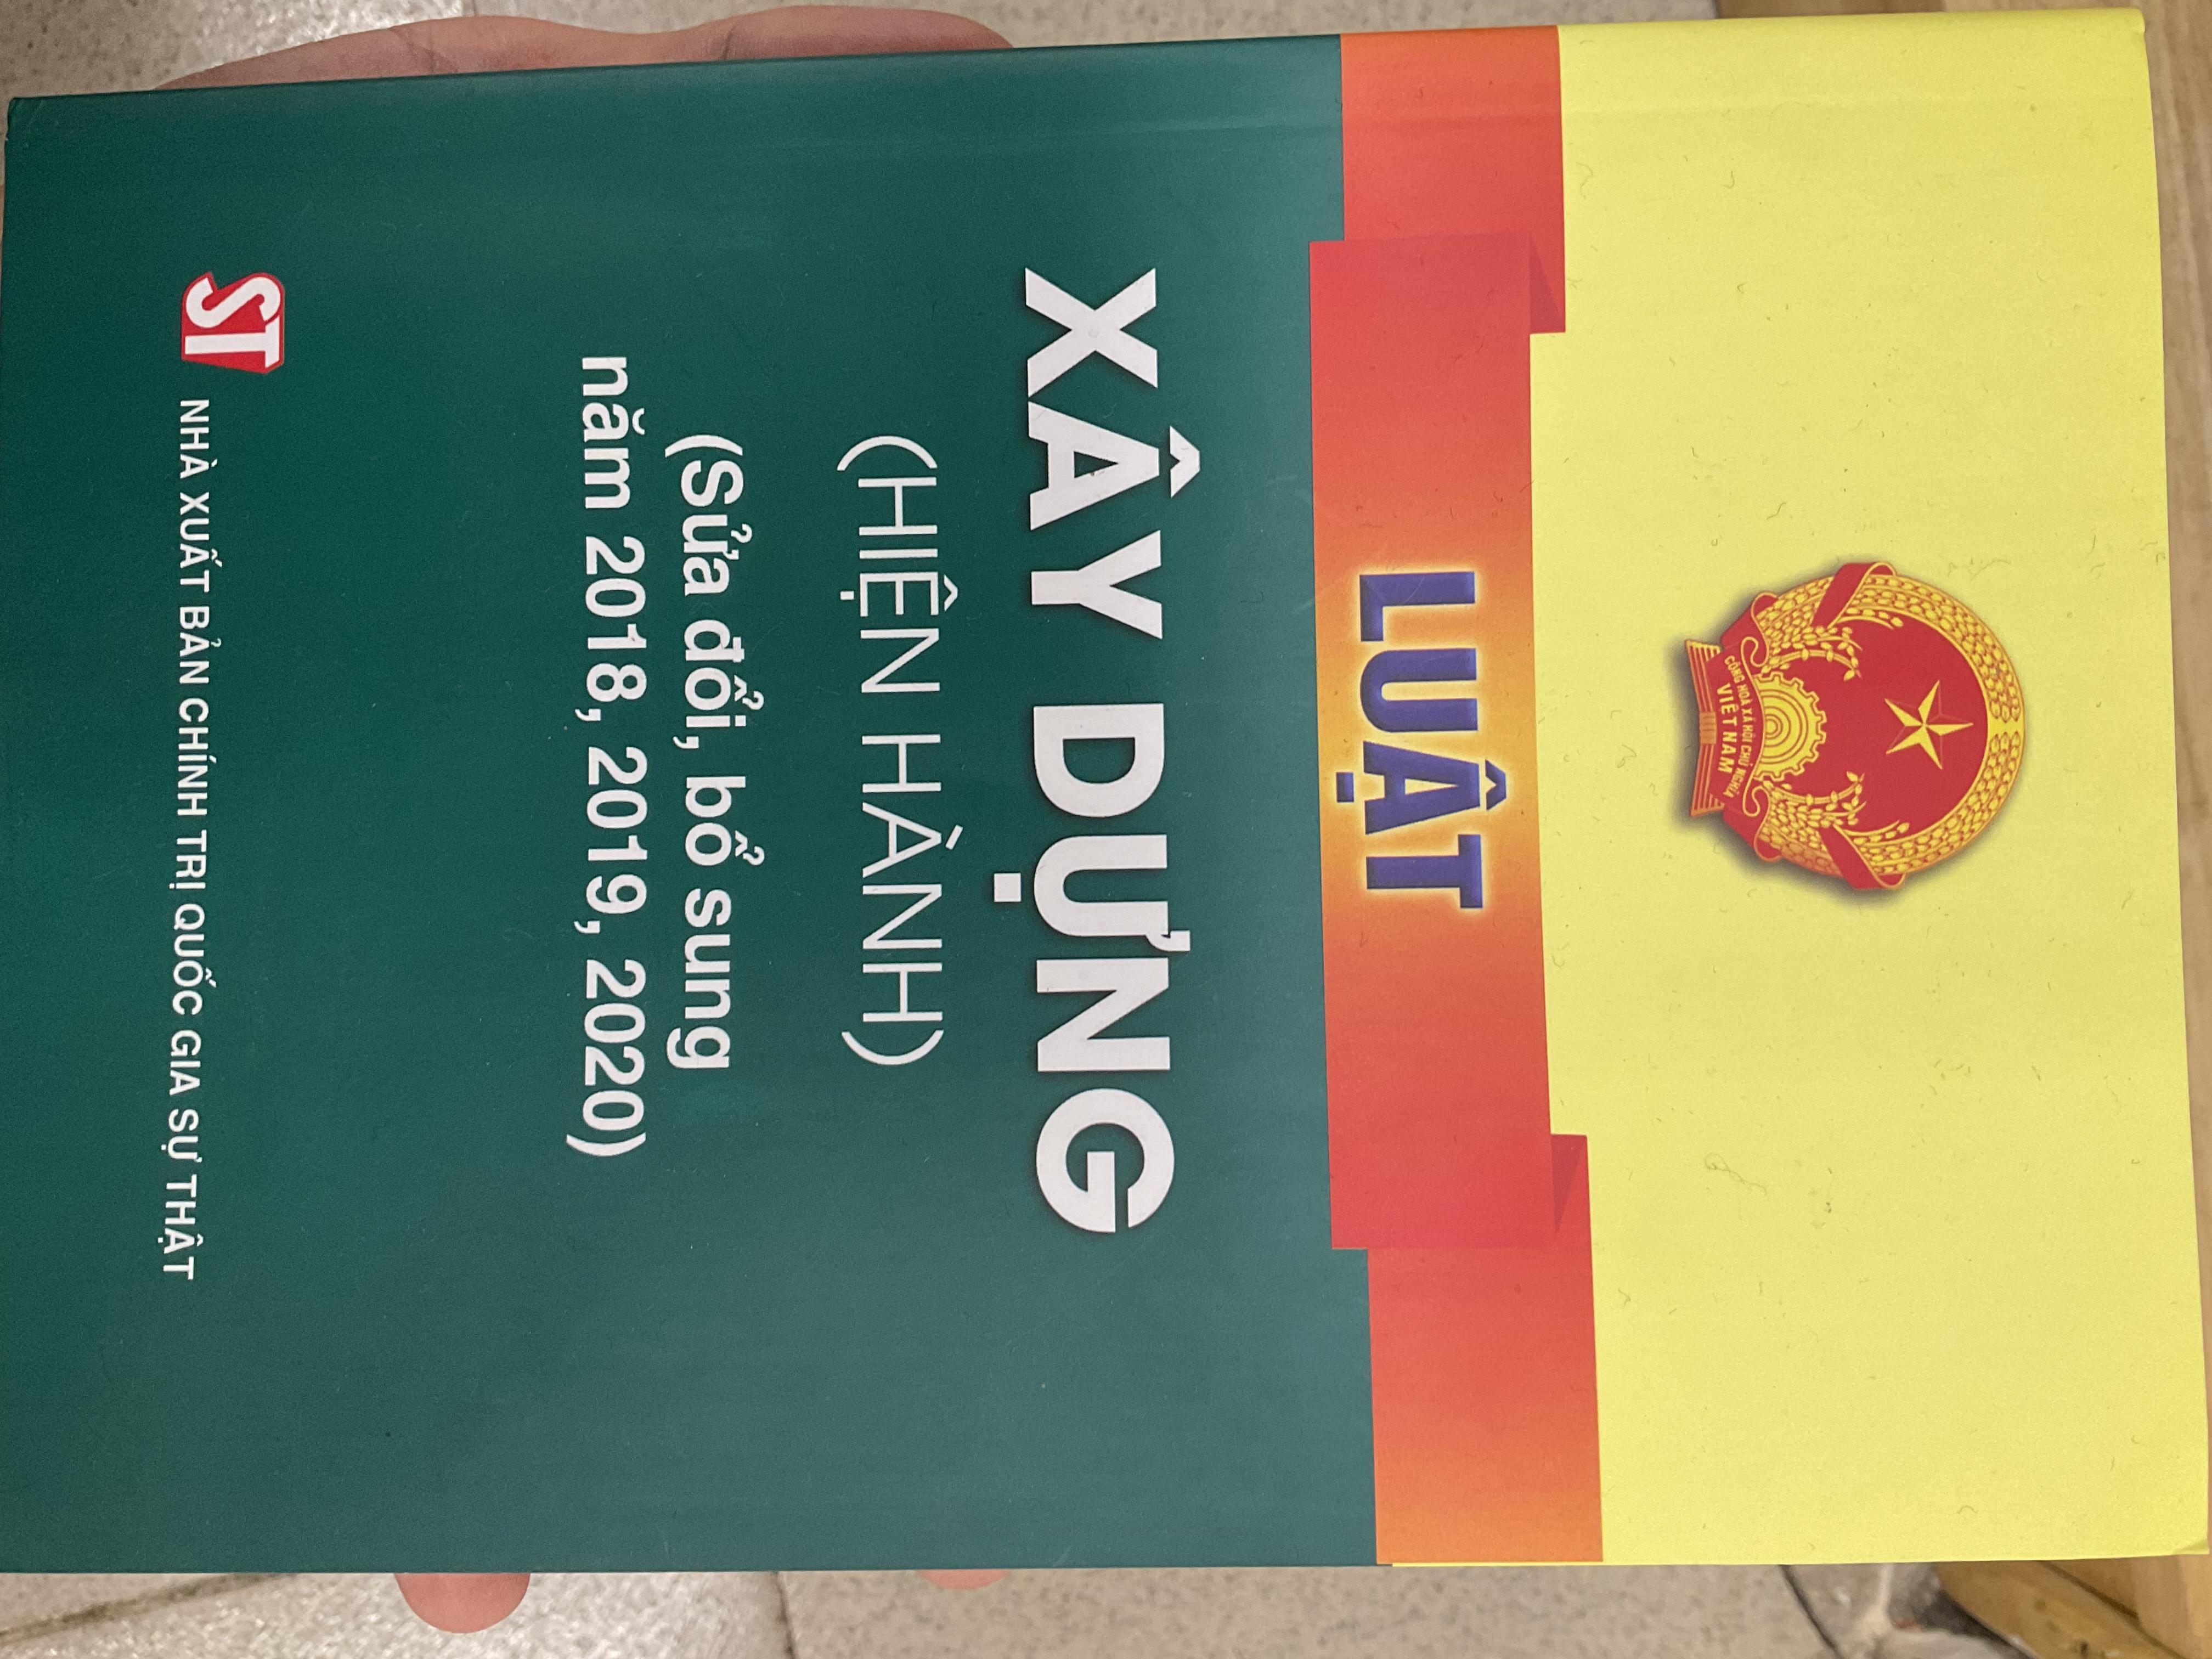 CỘNG HOÀ XÃ HỘI CHỦ NGHĨA
VIỆT NAM
LUẬT
XÂY DỰNG
(HIỆN HÀNH)
(Sửa đổi, bổ sung
năm 2018, 2019, 2020)
ST
NHÀ XUẤT BẢN CHÍNH TRỊ QUỐC GIA SỰ THẬT